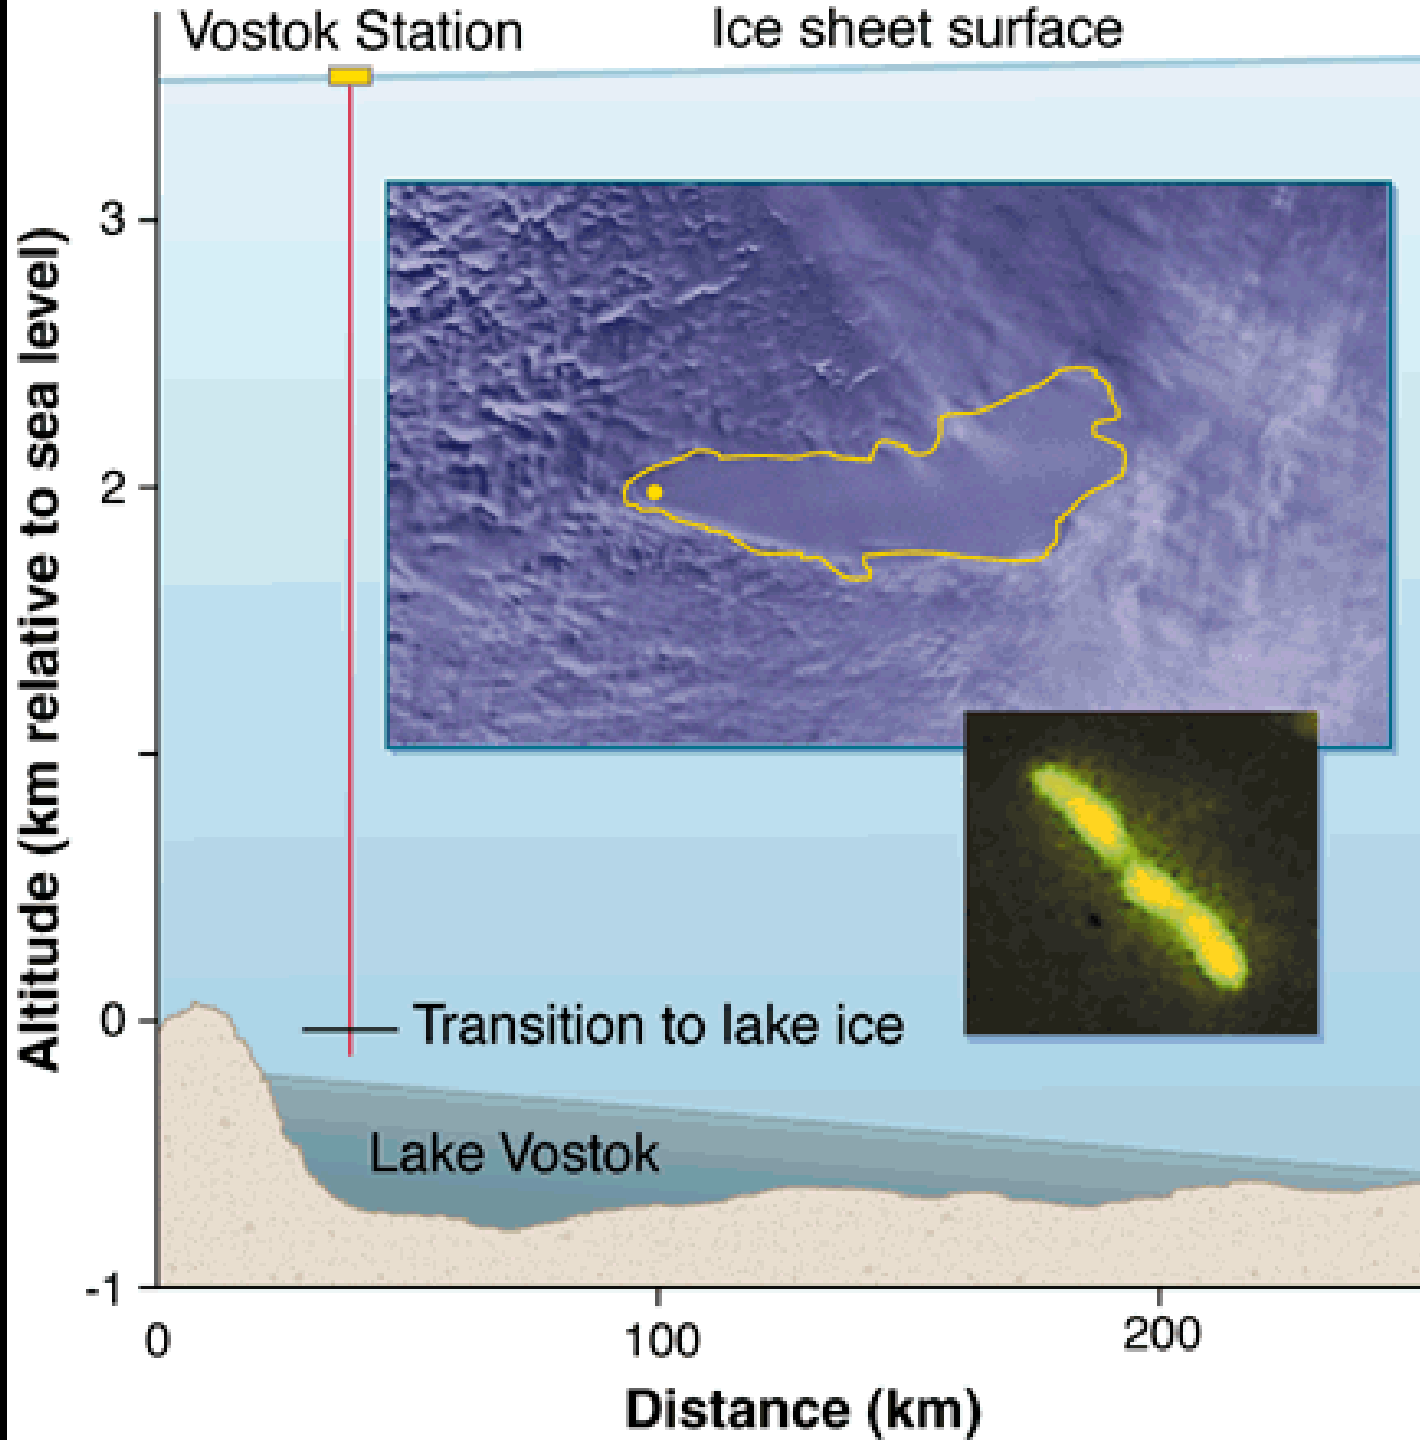 Vostok Station
Ice sheet surface
Altitude (km relative to sea level)
3
2
0
-1
Transition to lake ice
Lake Vostok
0
100
200
Distance (km)